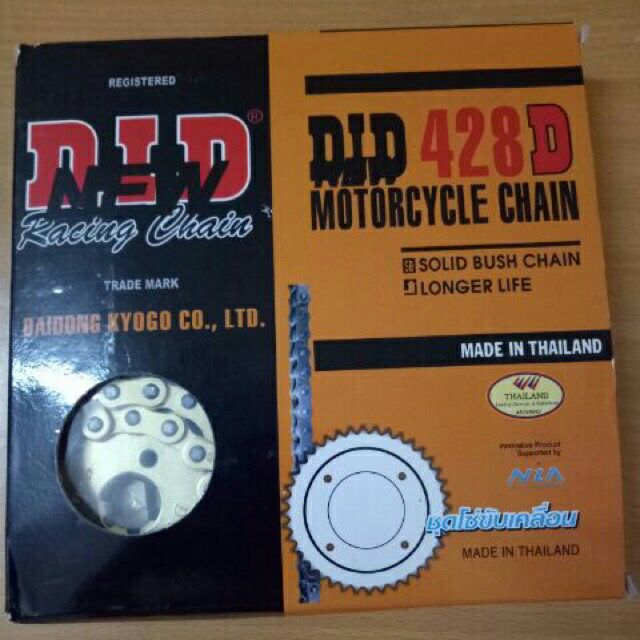 REGISTERED
DID®
NEW
Racing Chain
TRADE MARK
DAIDONG KYOGO CO., LTD.
DID 428D
NEW
MOTORCYCLE CHAIN
SB SOLID BUSH CHAIN
LONGER LIFE
MADE IN THAILAND
THAILAND
Innovative Product
Supported by
NIA
ชุดโซ่ขับเคลื่อน
MADE IN THAILAND